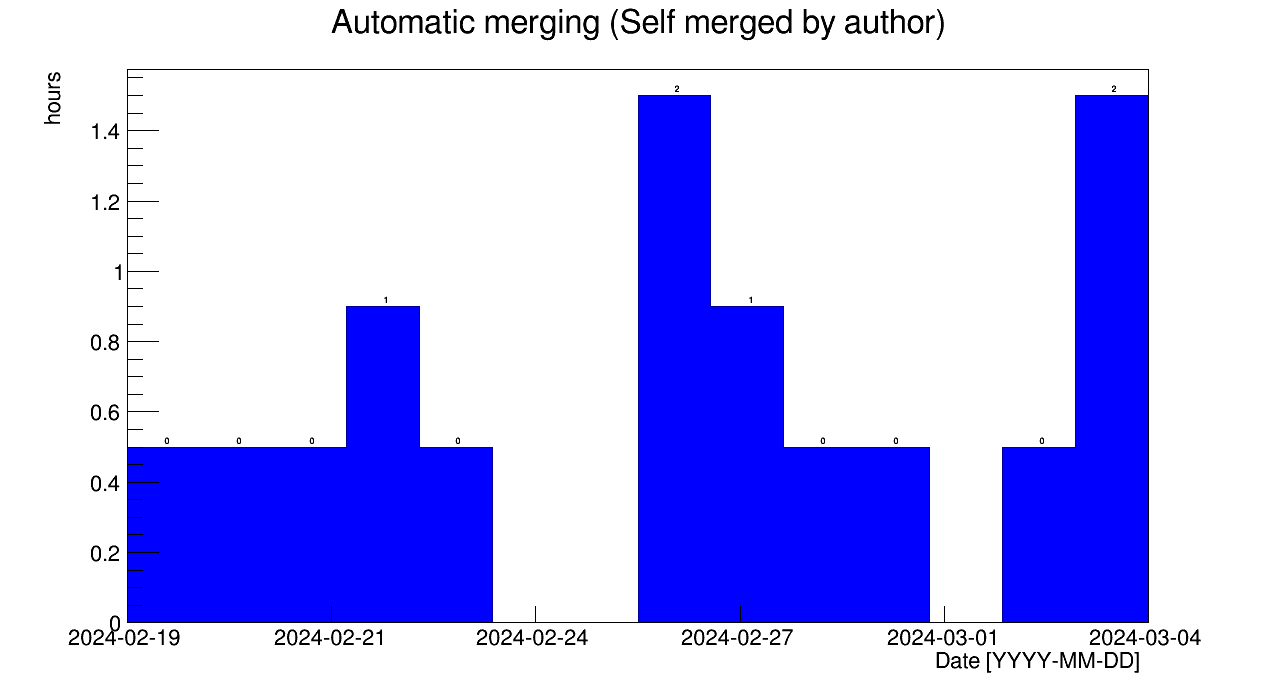 Automatic merging (Self merged by author)
hours
1.4
1.2
1
0.8
0.6
0.4
0.2
0
2 2
1 1
0 0 0 0 0 0 0
2024-02-19 2024-02-21 2024-02-24 2024-02-27 2024-03-01 2024-03-04
Date [YYYY-MM-DD]